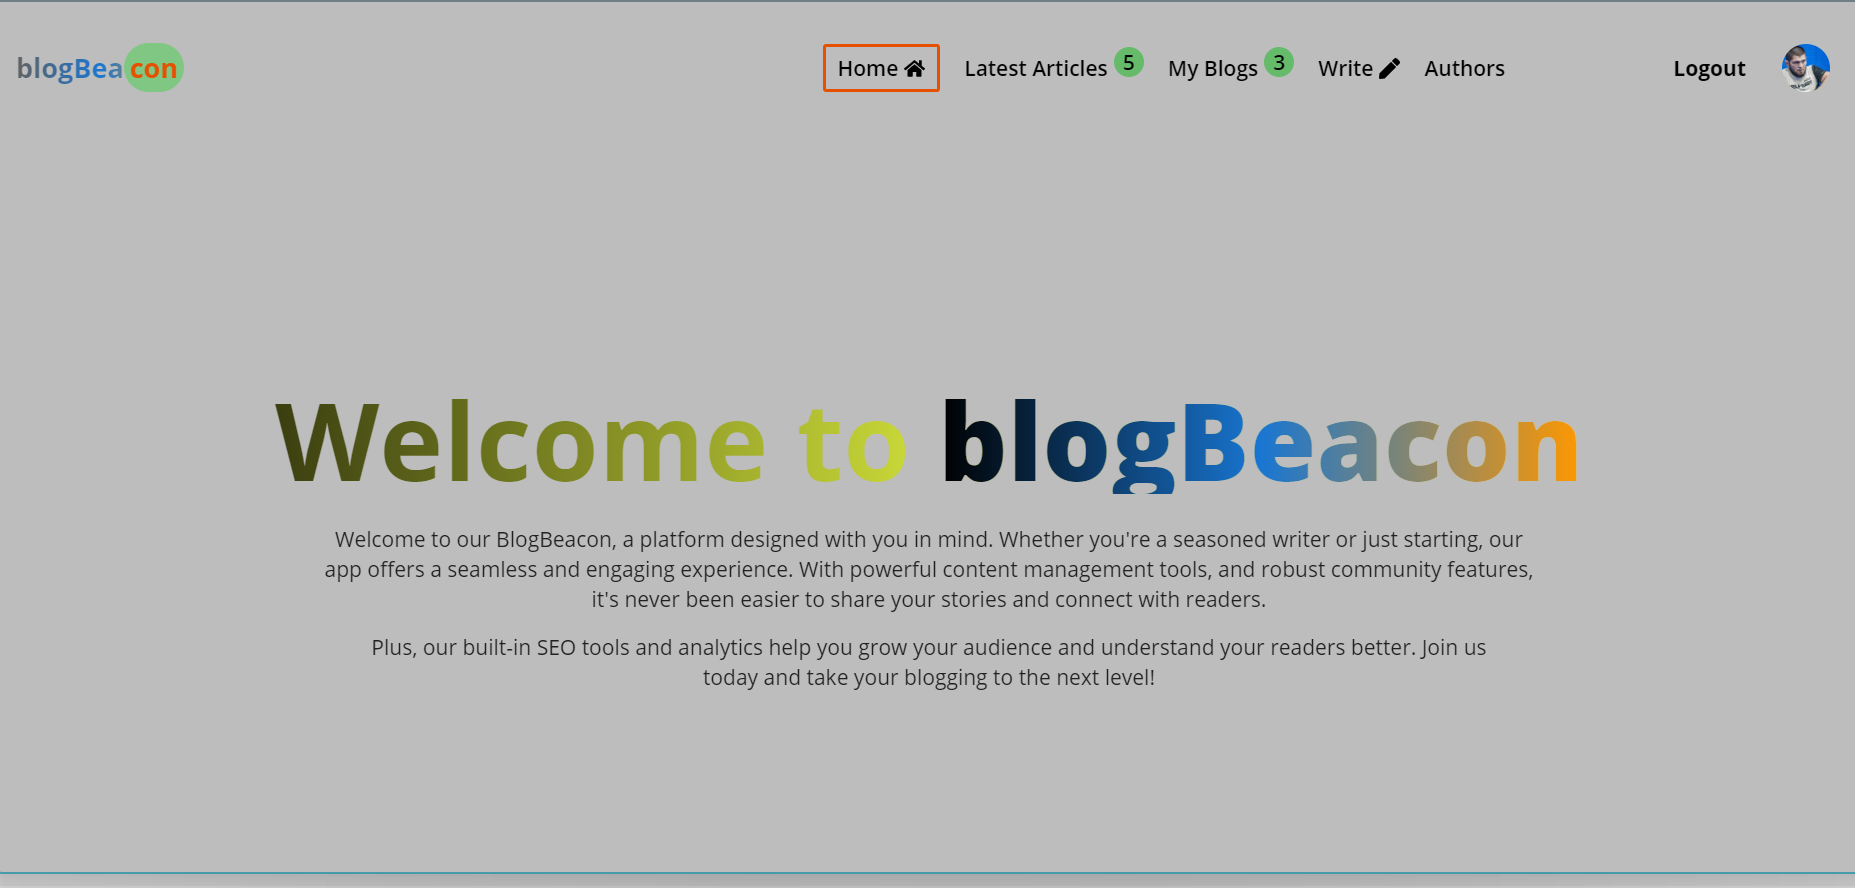 blogBeacon
Home
Latest Articles 5
My Blogs 3
Write
Authors
Logout
Welcome to blogBeacon
Welcome to our BlogBeacon, a platform designed with you in mind. Whether you're a seasoned writer or just starting, our
app offers a seamless and engaging experience. With powerful content management tools, and robust community features,
it's never been easier to share your stories and connect with readers.
Plus, our built-in SEO tools and analytics help you grow your audience and understand your readers better. Join us
today and take your blogging to the next level!